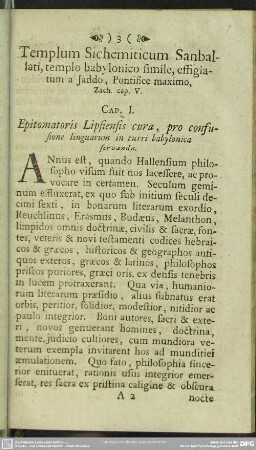 ) 3 (
Templum Sichemiticum Sanbal-
lati, templo babylonico simile, effigia-
tum a Jaddo, Pontifice maximo,
Zach. cap. V.
CAP. I.
Epitomatoris Lipsiensis cura, pro confu-
sione linguarum in turri babylonica
servanda.
ANnus est, quando Hallensium philo-
sopho visum fuit nos lacessere, ac pro-
vocare in certamen. Seculum gemi-
num effluxerat, ex quo sub initium seculi de-
cimi sexti, in bonarum literarum exordio,
Reuchlinus, Erasmus, Budæus, Melanthon,
limpidos omnis doctrinæ, civilis & sacræ, fon-
tes, veteris & novi testamenti codices hebrai-
cos & græcos, historicos & geographos anti-
quos exteros, græcos & latinos, philosophos
priscos puriores, græci oris, ex densis tenebris
in lucem protraxerant. Qua via, humanio-
rum literarum præsidio, alius subnatus erat
orbis, peritior, solidior, modestior, nitidior ac
paulo integrior. Boni autores, sacri & exte-
ri, novos genuerant homines, doctrina,
mente, judicio cultiores, cum mundiora ve-
terum exempla invitarent hos ad munditiei
æmulationem. Quo fato, philosophia since-
rior enituerat, rationis usus integrior emer-
serat, res sacra ex pristina caligine & obscura
A 2 nocte